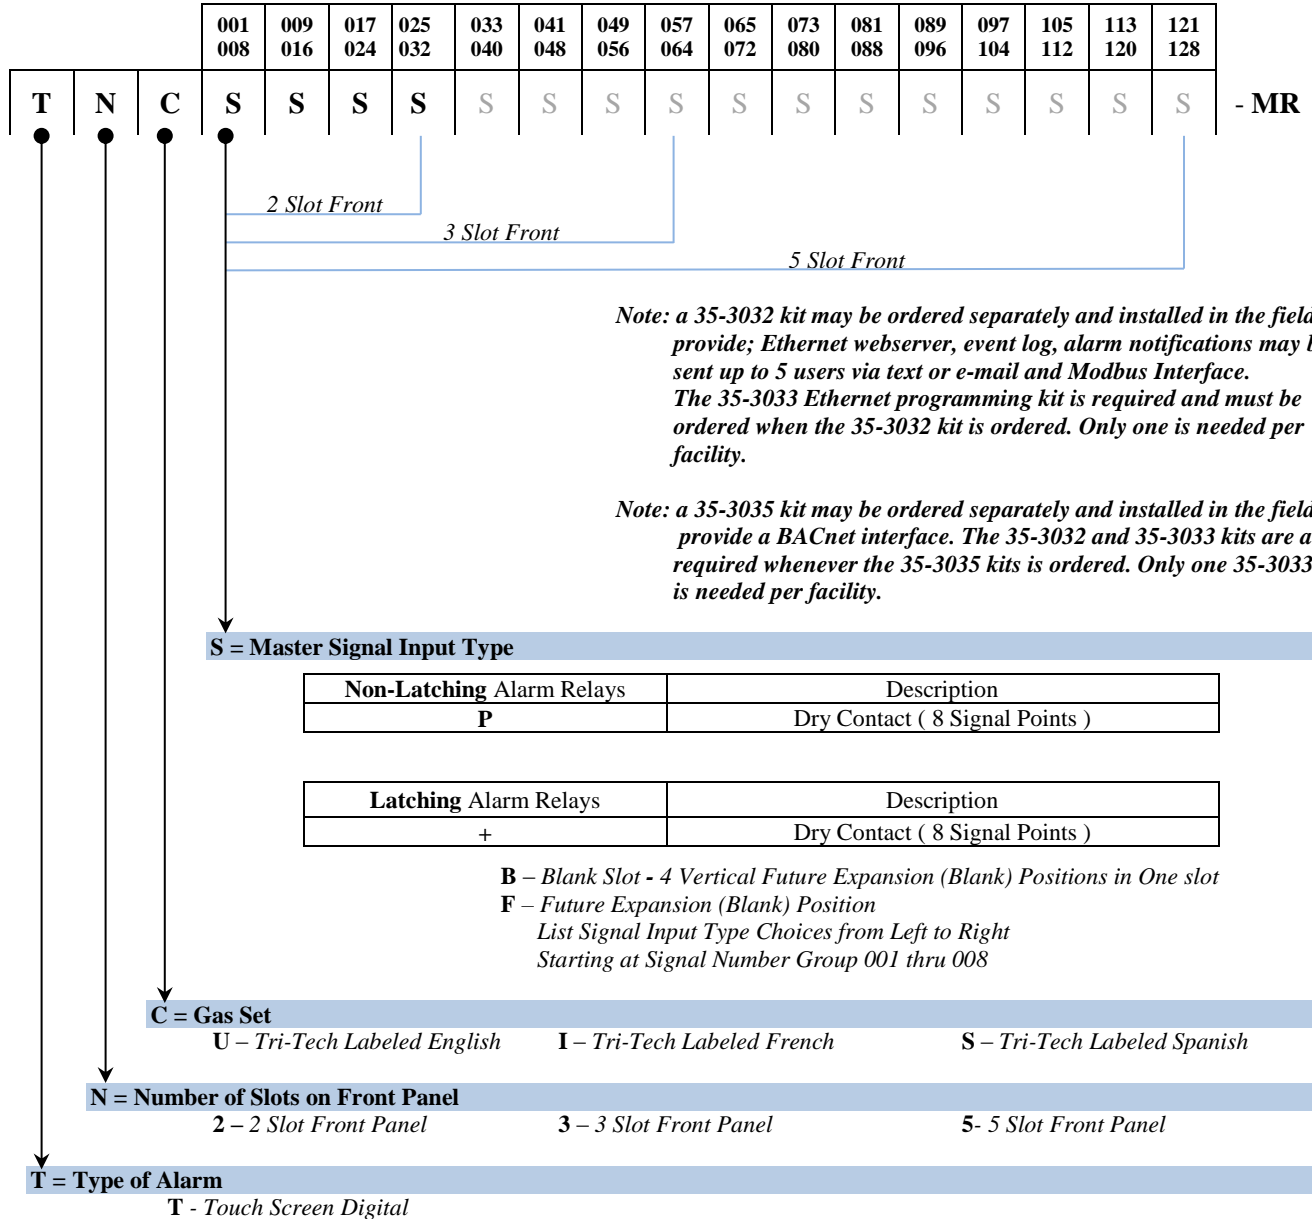 001 009 017 025 033 041 049 057 065 073 081 089 097 105 113 121
008 016 024 032 040 048 056 064 072 080 088 096 104 112 120 128
T N C S S S S S S S S S S S S S S S S - MR
2 Slot Front
3 Slot Front
5 Slot Front
Note: a 35-3032 kit may be ordered separately and installed in the field
provide; Ethernet webserver, event log, alarm notifications may
sent up to 5 users via text or e-mail and Modbus Interface.
The 35-3033 Ethernet programming kit is required and must be
ordered when the 35-3032 kit is ordered. Only one is needed per
facility.
Note: a 35-3035 kit may be ordered separately and installed in the field
provide a BACnet interface. The 35-3032 and 35-3033 kits are
required whenever the 35-3035 kits is ordered. Only one 35-3033
is needed per facility.
S = Master Signal Input Type
Non-Latching Alarm Relays Description
P Dry Contact ( 8 Signal Points )
Latching Alarm Relays Description
+ Dry Contact ( 8 Signal Points )
B – Blank Slot - 4 Vertical Future Expansion (Blank) Positions in One slot
F – Future Expansion (Blank) Position
List Signal Input Type Choices from Left to Right
Starting at Signal Number Group 001 thru 008
C = Gas Set
U – Tri-Tech Labeled English I – Tri-Tech Labeled French S – Tri-Tech Labeled Spanish
N = Number of Slots on Front Panel
2 – 2 Slot Front Panel 3 – 3 Slot Front Panel 5- 5 Slot Front Panel
T = Type of Alarm
T - Touch Screen Digital